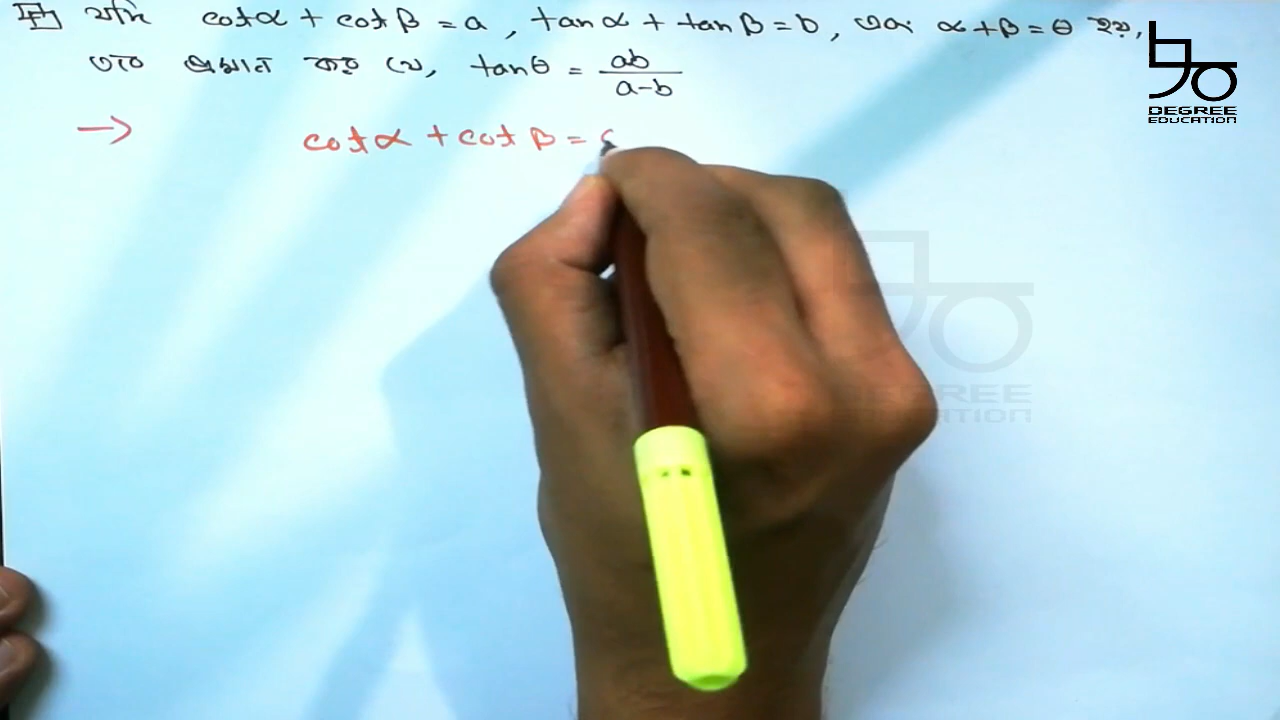 যদি cotα + cotβ = a, tanα + tanβ = b, এবং α+β = θ হয়,
তবে প্রমাণ কর যে, tanθ = ab/(a-b)
→ cotα + cotβ =
DEGREE
EDUCATION